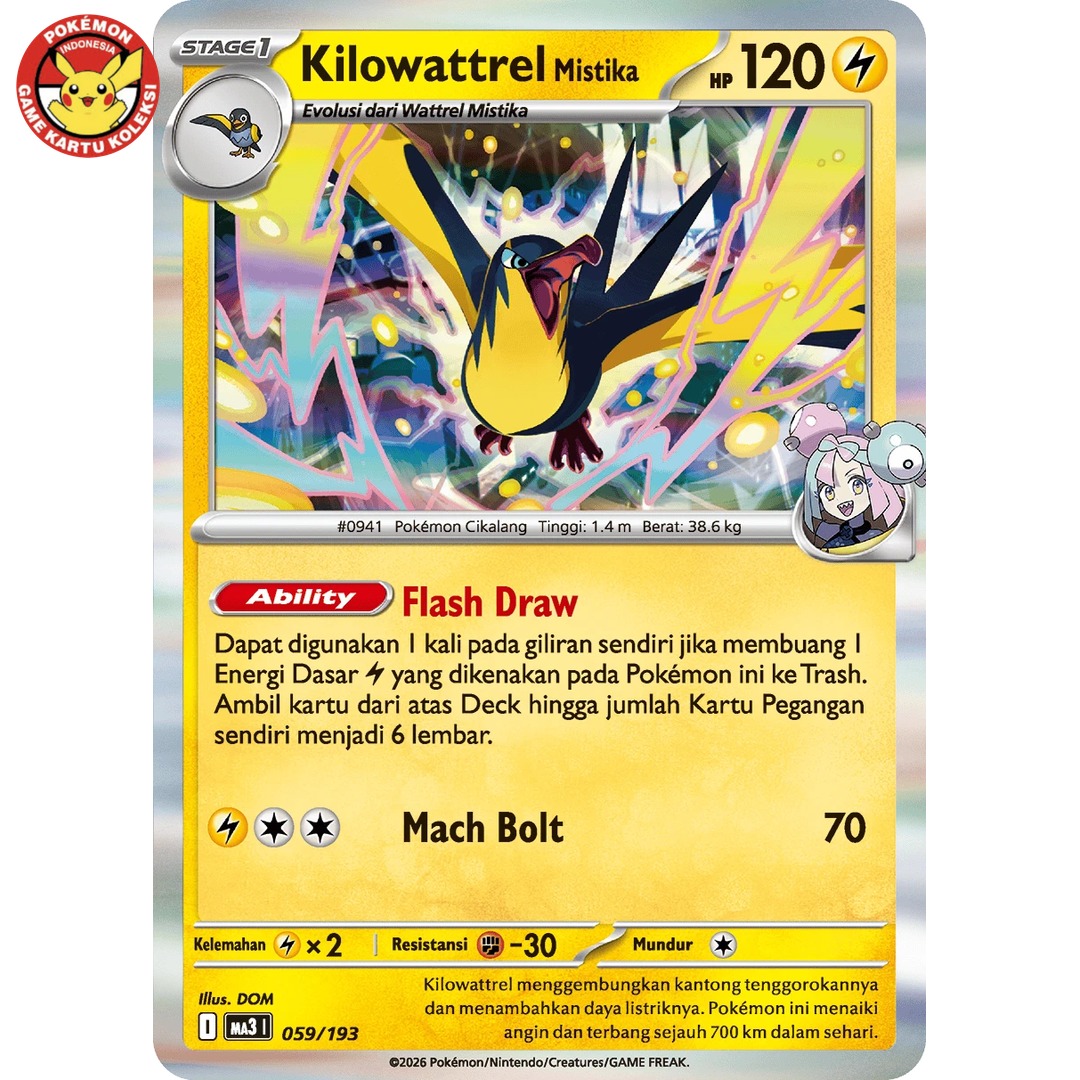 POKÉMON
INDONESIA
GAME KARTU KOLEKSI
STAGE 1
Kilowattrel Mistika
HP 120
Evolusi dari Wattrel Mistika
#0941 Pokémon Cikalang Tinggi: 1.4 m Berat: 38.6 kg
Ability Flash Draw
Dapat digunakan 1 kali pada giliran sendiri jika membuang 1
Energi Dasar yang dikenakan pada Pokémon ini ke Trash.
Ambil kartu dari atas Deck hingga jumlah Kartu Pegangan
sendiri menjadi 6 lembar.
Mach Bolt 70
Kelemahan ×2 Resistansi -30 Mundur
Kilowattrel menggembungkan kantong tenggorokannya
dan menambahkan daya listriknya. Pokémon ini menaiki
angin dan terbang sejauh 700 km dalam sehari.
Illus. DOM
I MA3 I 059/193
©2026 Pokémon/Nintendo/Creatures/GAME FREAK.